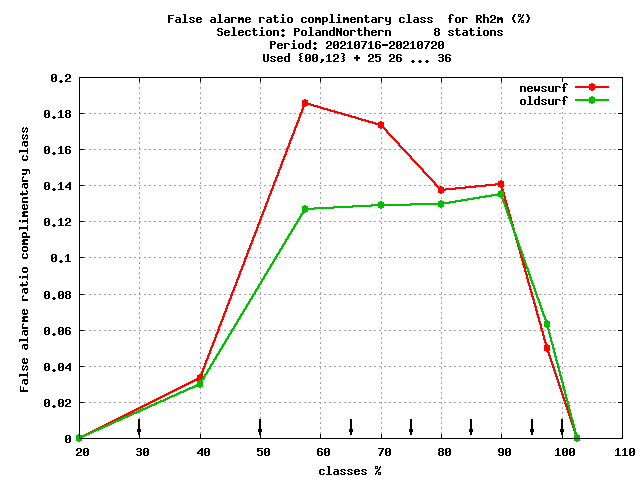 False alarme ratio complimentary class  for Rh2m (%)
Selection: PolandNorthern      8 stations
Period: 20210716-20210720
Used {00,12} + 25 26 ... 36
newsurf
oldsurf
False alarme ratio complimentary class
0.2
0.18
0.16
0.14
0.12
0.1
0.08
0.06
0.04
0.02
0
20 30 40 50 60 70 80 90 100 110
classes %